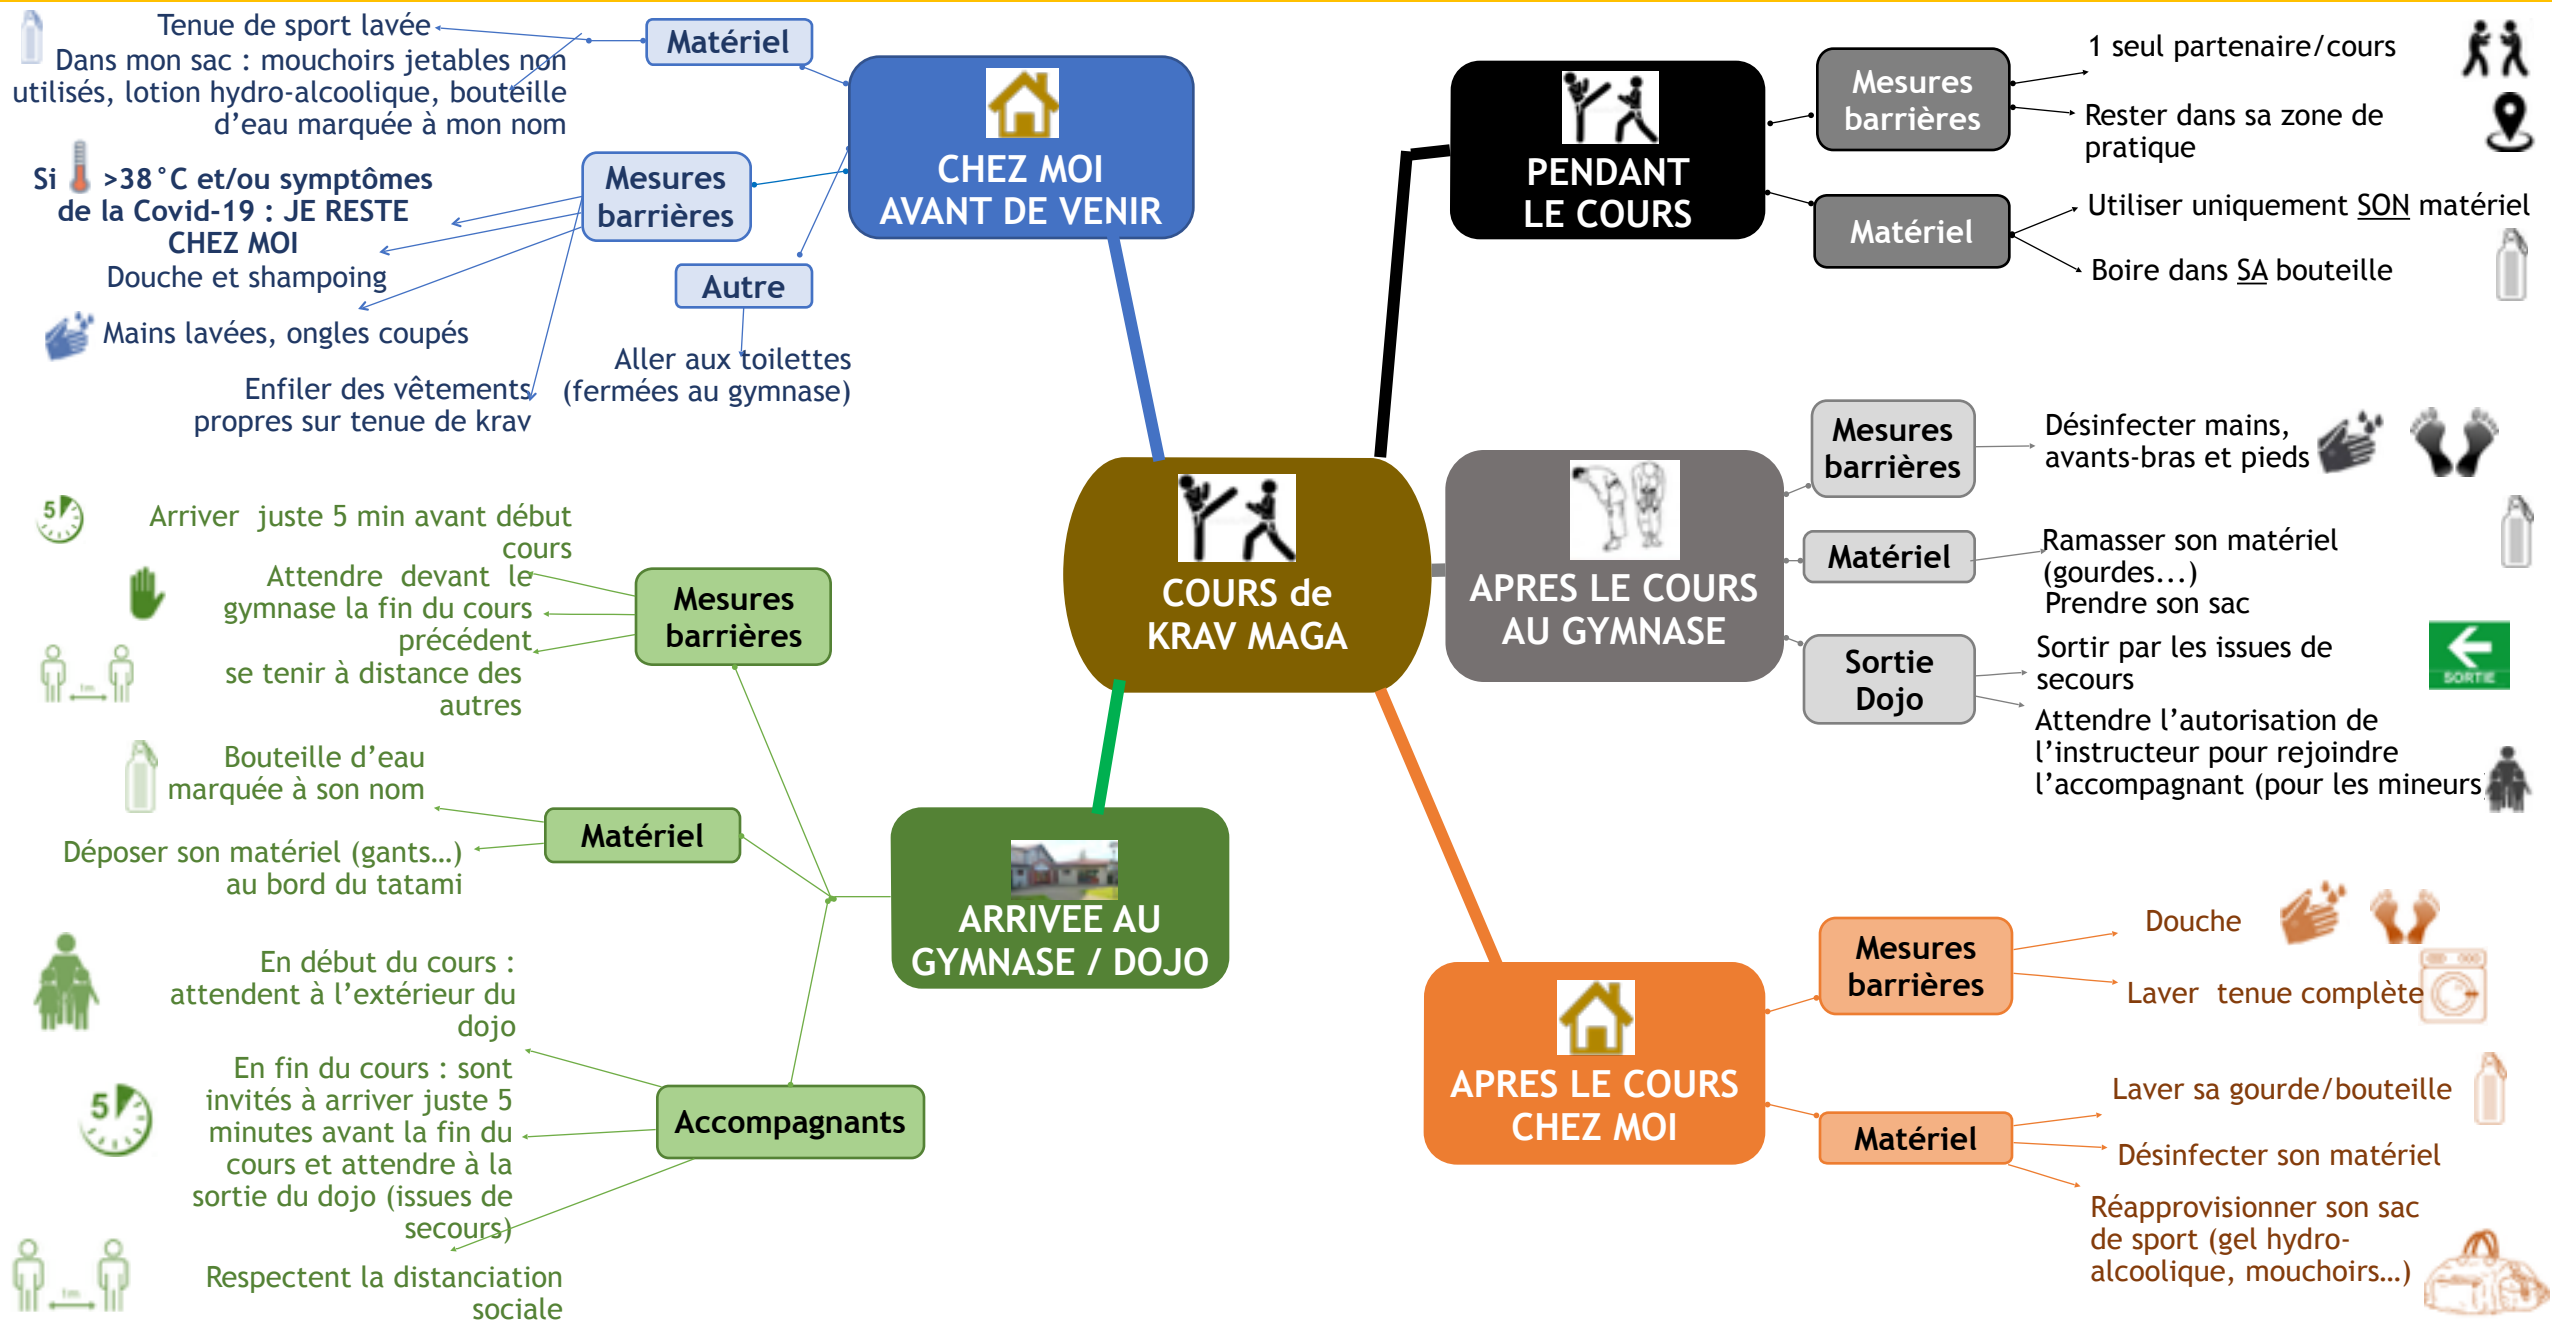 Matériel
Tenue de sport lavée
Dans mon sac : mouchoirs jetables non
utilisés, lotion hydro-alcoolique, bouteille
d’eau marquée à mon nom
CHEZ MOI
AVANT DE VENIR
Mesures
barrières
Si >38°C et/ou symptômes
de la Covid-19 : JE RESTE
CHEZ MOI
Douche et shampoing
Mains lavées, ongles coupés
Enfiler des vêtements
propres sur tenue de krav
Autre
Aller aux toilettes
(fermées au gymnase)
PENDANT
LE COURS
Mesures
barrières
1 seul partenaire/cours
Rester dans sa zone de
pratique
Matériel
Utiliser uniquement SON matériel
Boire dans SA bouteille
COURS de
KRAV MAGA
APRES LE COURS
AU GYMNASE
Mesures
barrières
Désinfecter mains,
avants-bras et pieds
Matériel
Ramasser son matériel
(gourdes...)
Prendre son sac
Sortie
Dojo
Sortir par les issues de
secours
SORTIE
Attendre l’autorisation de
l’instructeur pour rejoindre
l’accompagnant (pour les mineurs
5
Arriver juste 5 min avant début
cours
Attendre devant le
gymnase la fin du cours
précédent
se tenir à distance des
autres
1m
Mesures
barrières
Bouteille d’eau
marquée à son nom
Déposer son matériel (gants…)
au bord du tatami
Matériel
ARRIVEE AU
GYMNASE / DOJO
En début du cours :
attendent à l’extérieur du
dojo
5
En fin du cours : sont
invités à arriver juste 5
minutes avant la fin du
cours et attendre à la
sortie du dojo (issues de
secours)
Accompagnants
1m
Respectent la distanciation
sociale
APRES LE COURS
CHEZ MOI
Mesures
barrières
Douche
Laver tenue complète
Matériel
Laver sa gourde/bouteille
Désinfecter son matériel
Réapprovisionner son sac
de sport (gel hydro-
alcoolique, mouchoirs…)